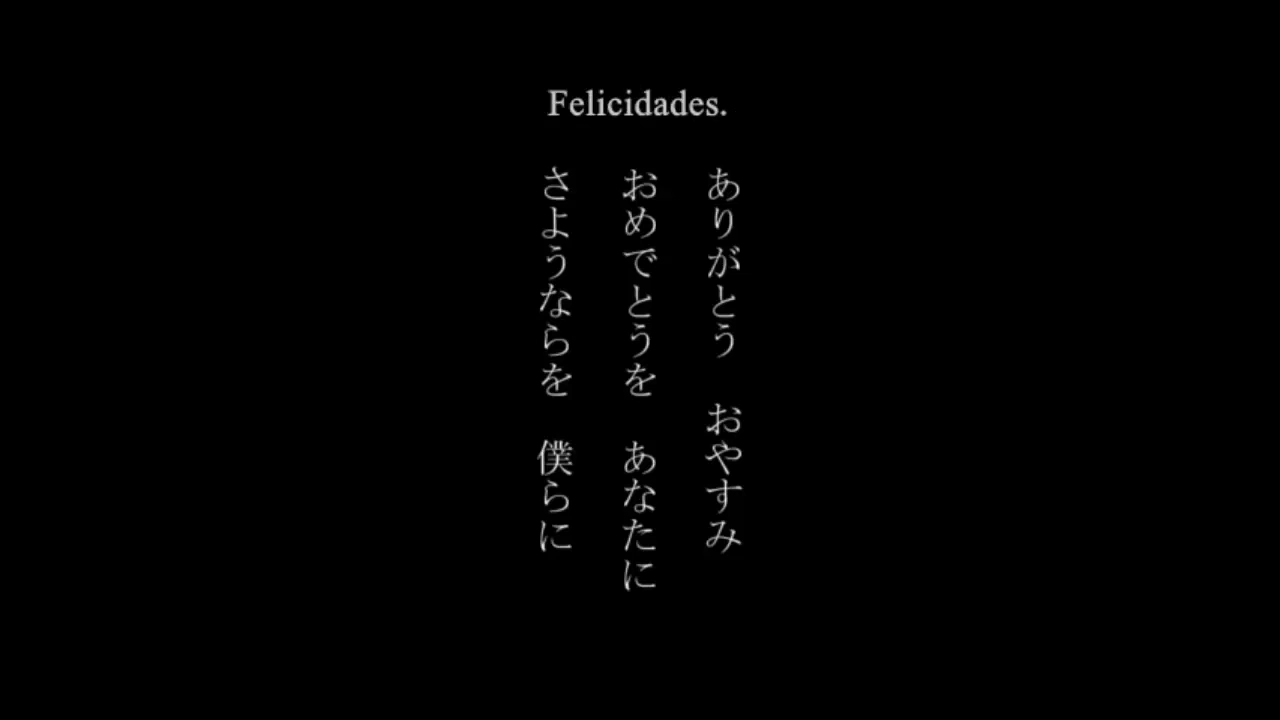 Felicidades.
ありがとう　おやすみ
おめでとうを　あなたに
さようならを　僕らに